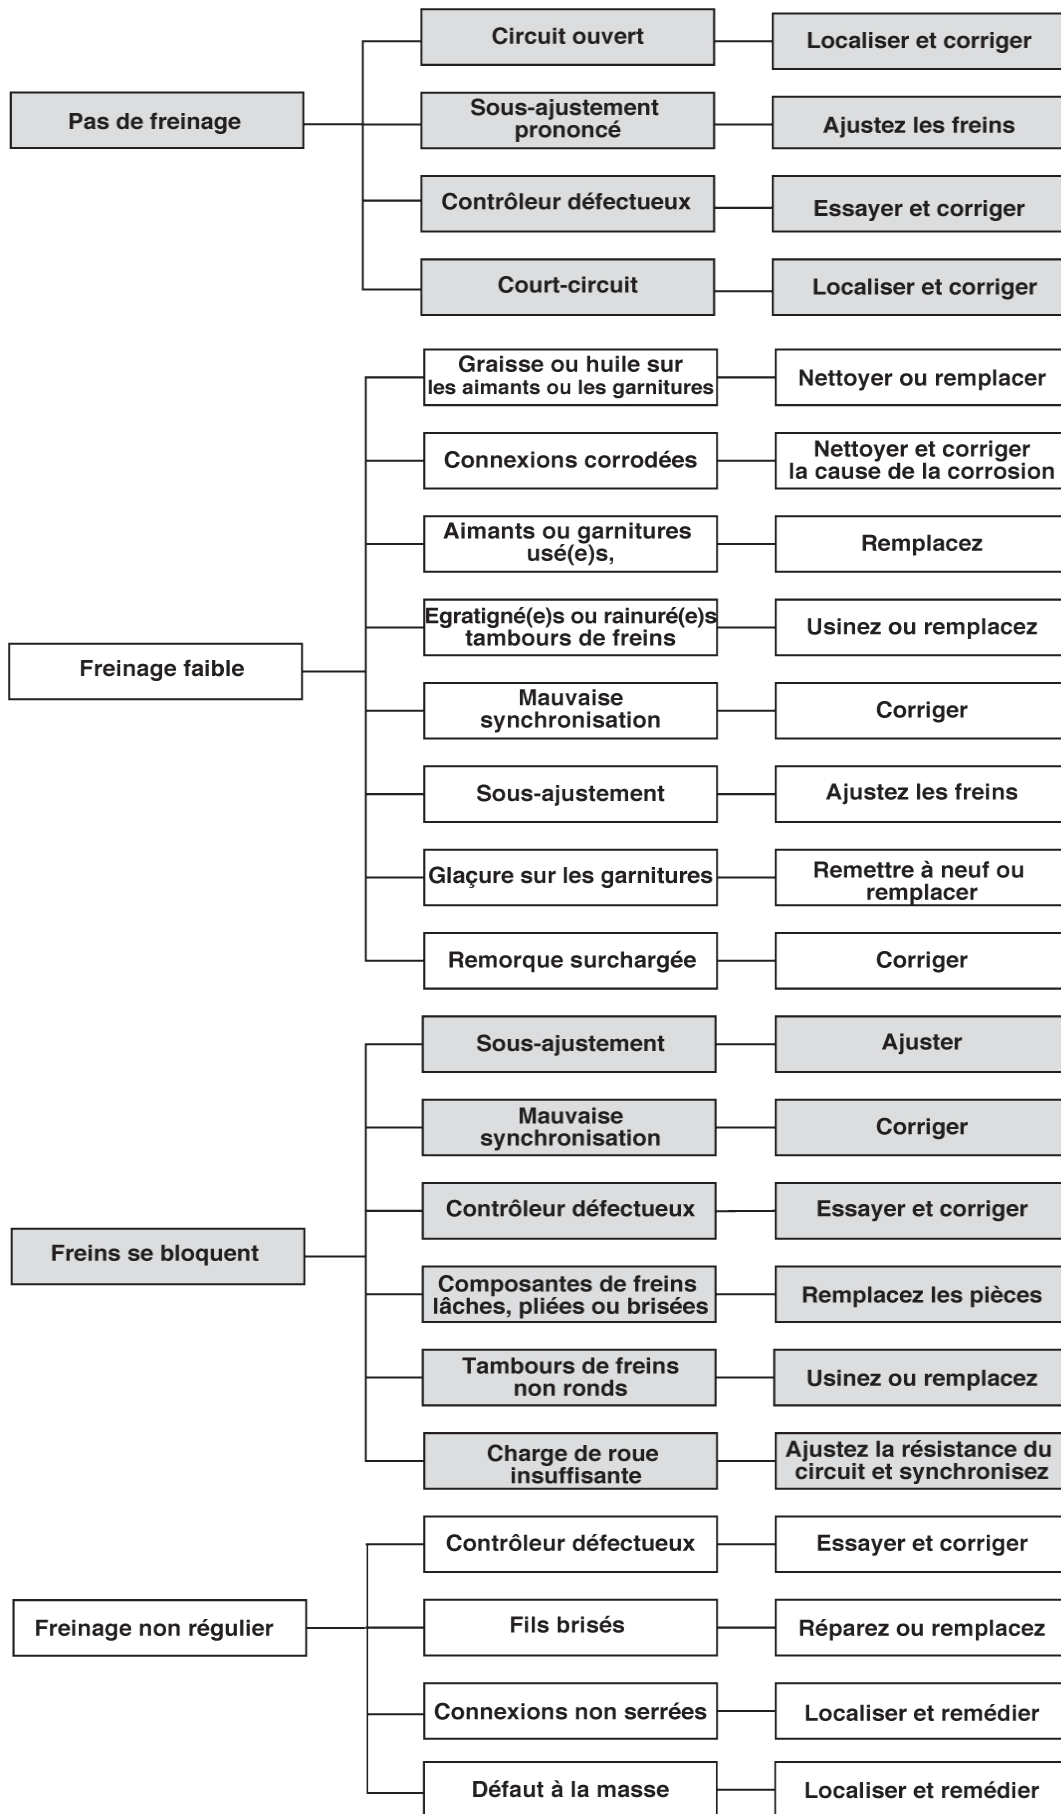 Pas de freinage
Circuit ouvert
Localiser et corriger
Sous-ajustement
prononcé
Ajustez les freins
Contrôleur défectueux
Essayer et corriger
Court-circuit
Localiser et corriger
Freinage faible
Graisse ou huile sur
les aimants ou les garnitures
Nettoyer ou remplacer
Connexions corrodées
Nettoyer et corriger
la cause de la corrosion
Aimants ou garnitures
usé(e)s,
Remplacez
Egratigné(e)s ou rainuré(e)s
tambours de freins
Usinez ou remplacez
Mauvaise
synchronisation
Corriger
Sous-ajustement
Ajustez les freins
Glaçure sur les garnitures
Remettre à neuf ou
remplacer
Remorque surchargée
Corriger
Freins se bloquent
Sous-ajustement
Ajuster
Mauvaise
synchronisation
Corriger
Contrôleur défectueux
Essayer et corriger
Composantes de freins
lâches, pliées ou brisées
Remplacez les pièces
Tambours de freins
non ronds
Usinez ou remplacez
Charge de roue
insuffisante
Ajustez la résistance du
circuit et synchronisez
Freinage non régulier
Contrôleur défectueux
Essayer et corriger
Fils brisés
Réparez ou remplacez
Connexions non serrées
Localiser et remédier
Défaut à la masse
Localiser et remédier